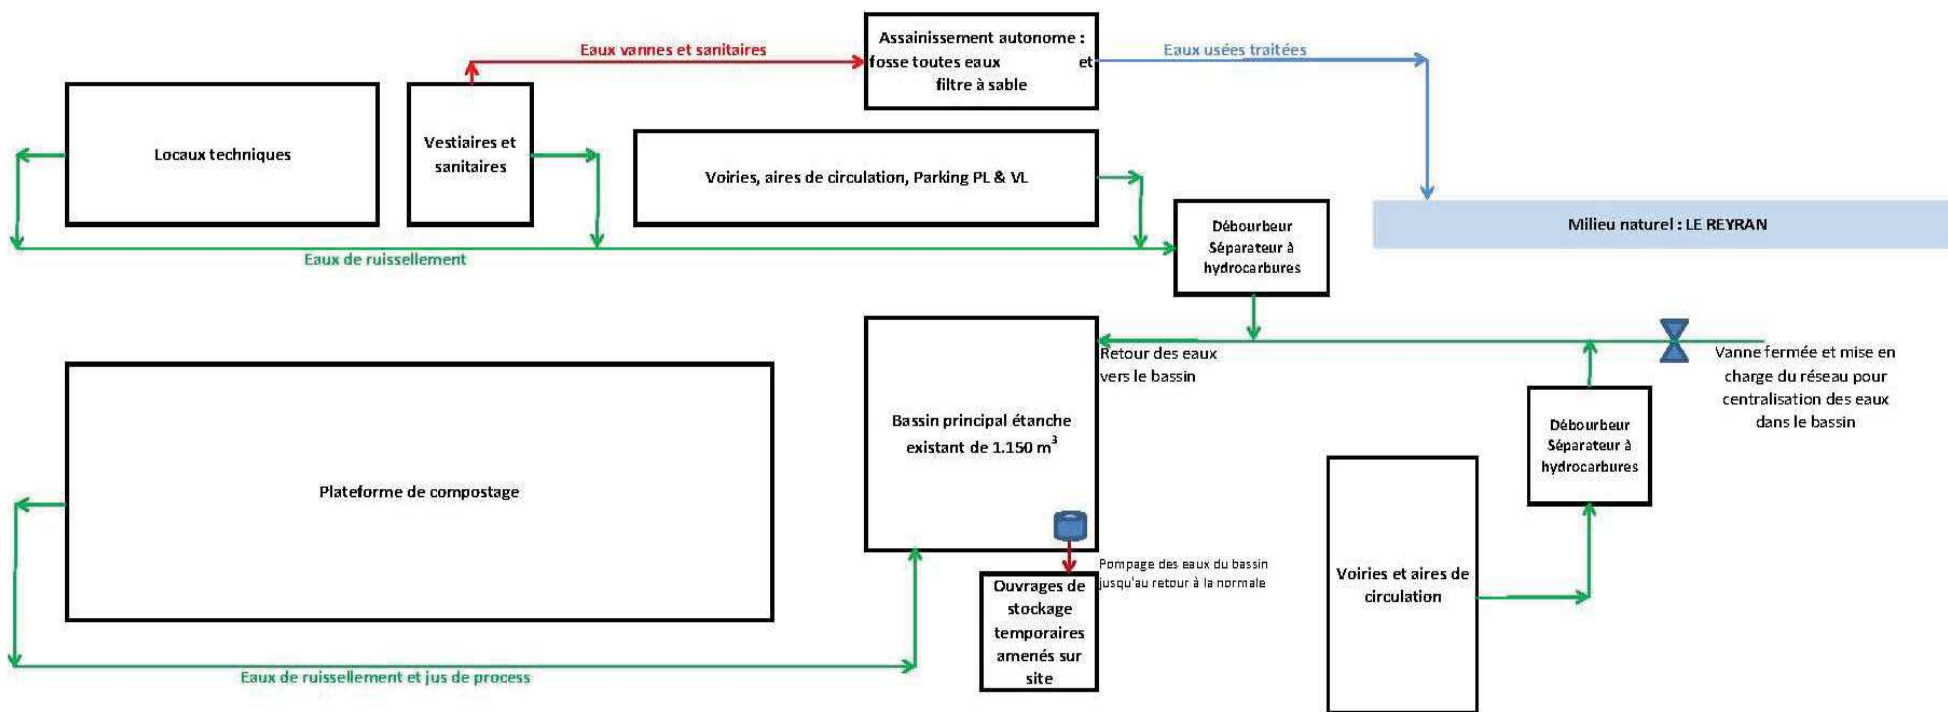 Eaux vannes et sanitaires
Assainissement autonome :
fosse toutes eaux et
filtre à sable
Eaux usées traitées
Locaux techniques
Vestiaires et
sanitaires
Voiries, aires de circulation, Parking PL & VL
Milieu naturel : LE REYRAN
Débourbeur
Séparateur à
hydrocarbures
Eaux de ruissellement
Retour des eaux
vers le bassin
Vanne fermée et mise en
charge du réseau pour
centralisation des eaux
dans le bassin
Bassin principal étanche
existant de 1.150 m³
Débourbeur
Séparateur à
hydrocarbures
Plateforme de compostage
Pompage des eaux du bassin
jusqu'au retour à la normale
Ouvrages de
stockage
temporaires
amenés sur
site
Voiries et aires de
circulation
Eaux de ruissellement et jus de process